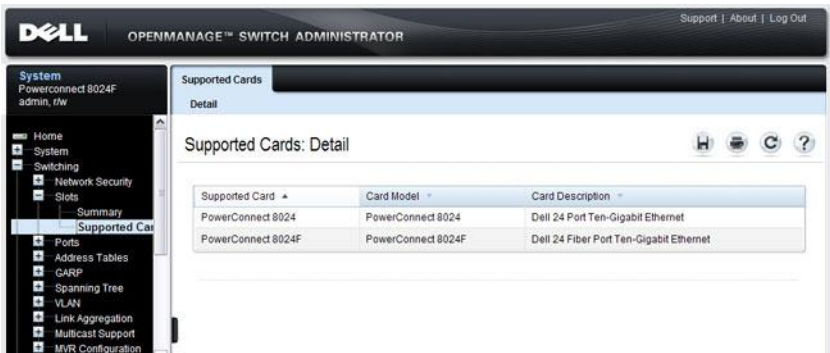 Support | About | Log Out
DELL OPENMANAGE™ SWITCH ADMINISTRATOR
System
Powerconnect 8024F
admin, r/w
Supported Cards
Detail
Home
System
Switching
Network Security
Slots
Summary
Supported Car
Ports
Address Tables
GARP
Spanning Tree
VLAN
Link Aggregation
Multicast Support
MVR Configuration
Supported Cards: Detail
Supported Card Card Model Card Description
PowerConnect 8024 PowerConnect 8024 Dell 24 Port Ten-Gigabit Ethernet
PowerConnect 8024F PowerConnect 8024F Dell 24 Fiber Port Ten-Gigabit Ethernet